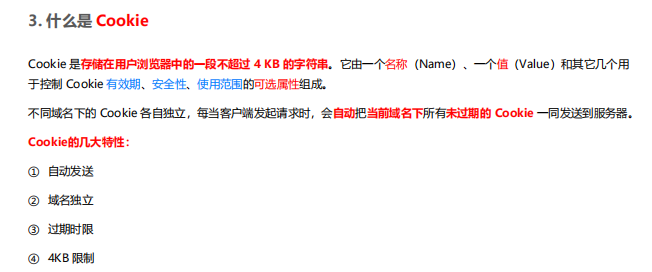 3. 什么是 Cookie
Cookie 是存储在用户浏览器中的一段不超过 4 KB 的字符串。它由一个名称（Name）、一个值（Value）和其它几个用
于控制 Cookie 有效期、安全性、使用范围的可选属性组成。
不同域名下的 Cookie 各自独立，每当客户端发起请求时，会自动把当前域名下所有未过期的 Cookie 一同发送到服务器。
Cookie的几大特性：
① 自动发送
② 域名独立
③ 过期时限
④ 4KB 限制